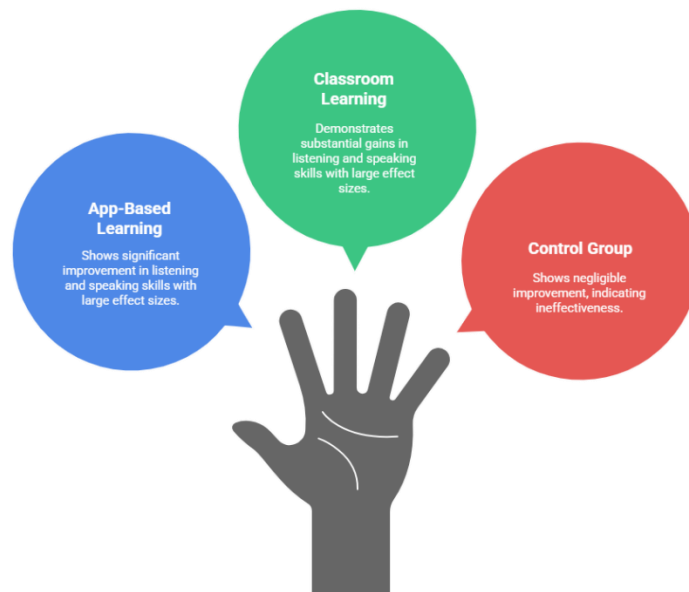 Classroom
Learning
Demonstrates
substantial gains in
listening and speaking
skills with large effect
sizes.
App-Based
Learning
Shows significant
improvement in listening
and speaking skills with
large effect sizes.
Control Group
Shows negligible
improvement, indicating
ineffectiveness.